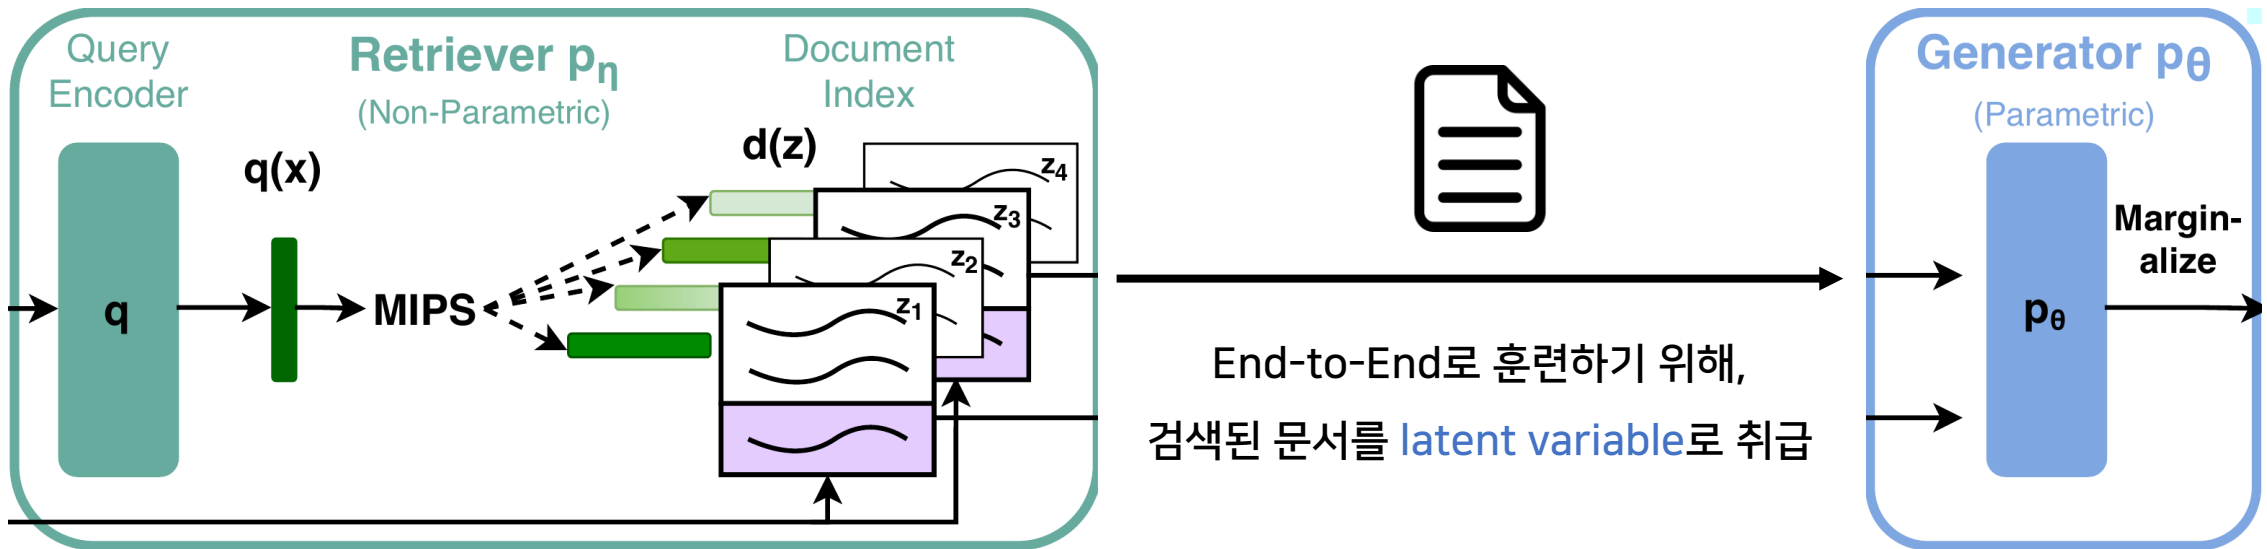 Query
Encoder
Retriever pη
(Non-Parametric)
Document
Index
q(x)
d(z)
q
MIPS
z4
z3
z2
z1
End-to-End로 훈련하기 위해,
검색된 문서를 latent variable로 취급
Generator pθ
(Parametric)
pθ
Margin-
alize